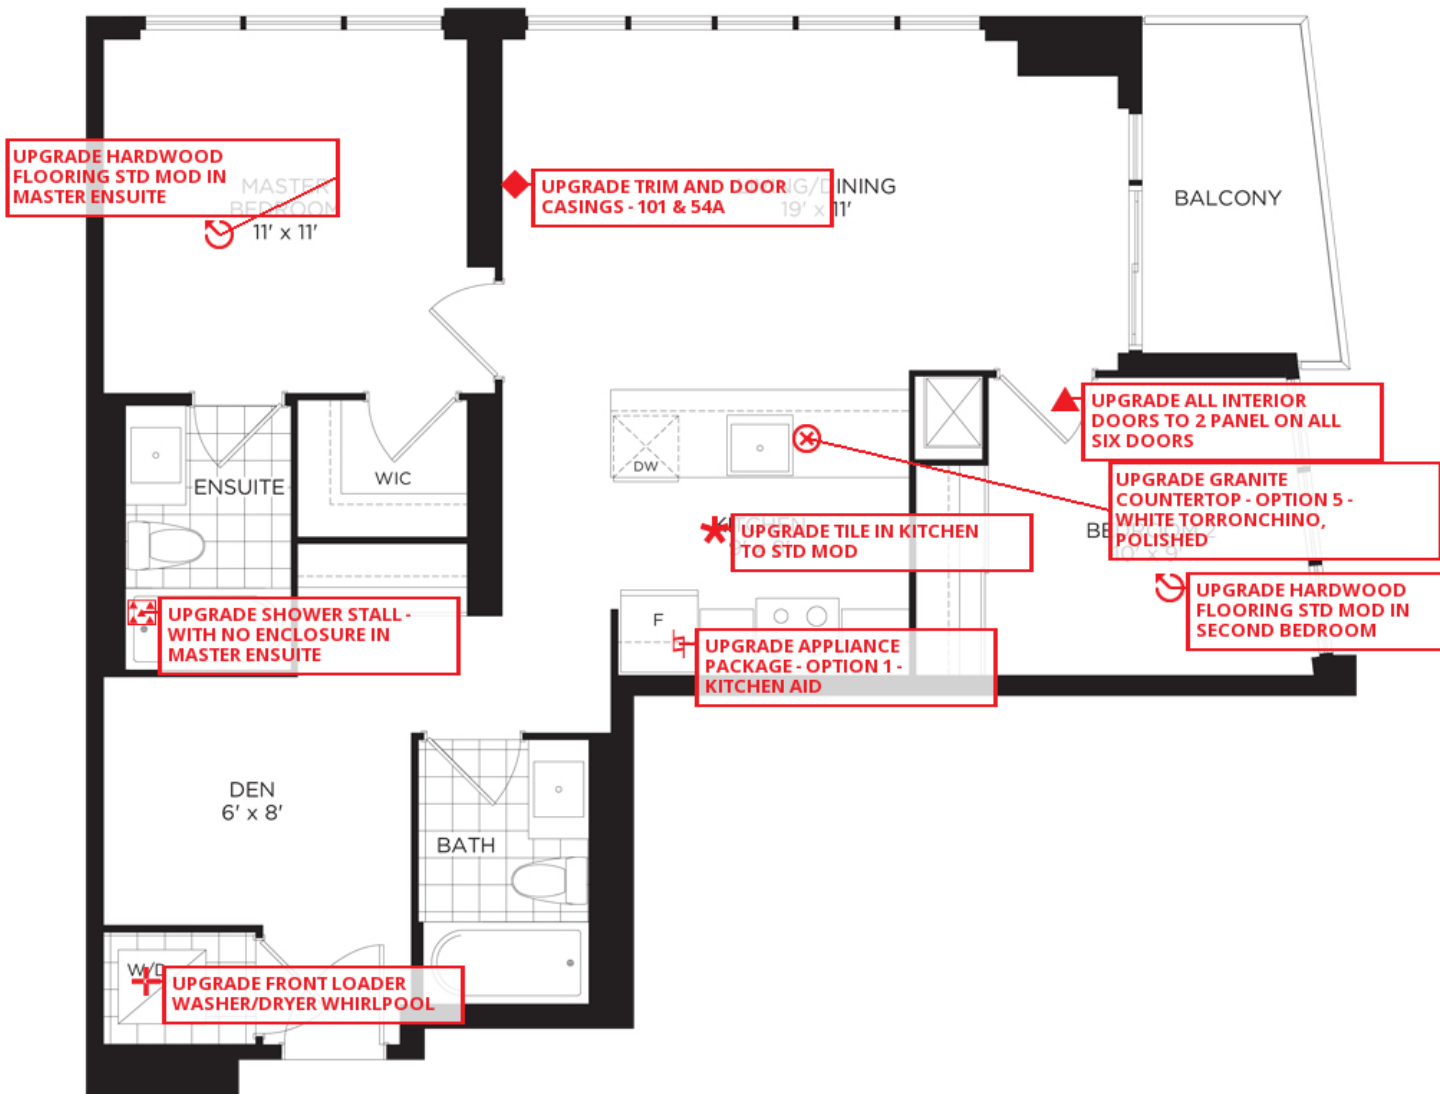 UPGRADE HARDWOOD
FLOORING STD MOD IN
MASTER ENSUITE
MASTER
BEDROOM
11' x 11'
UPGRADE TRIM AND DOOR
CASINGS - 101 & 54A
DINING
19' x 11'
BALCONY
UPGRADE ALL INTERIOR
DOORS TO 2 PANEL ON ALL
SIX DOORS
ENSUITE
WIC
DW
UPGRADE GRANITE
COUNTERTOP - OPTION 5 -
WHITE TORRONCHINO,
POLISHED
UPGRADE TILE IN KITCHEN
TO STD MOD
UPGRADE HARDWOOD
FLOORING STD MOD IN
SECOND BEDROOM
UPGRADE SHOWER STALL -
WITH NO ENCLOSURE IN
MASTER ENSUITE
F
UPGRADE APPLIANCE
PACKAGE - OPTION 1 -
KITCHEN AID
DEN
6' x 8'
BATH
W/D
UPGRADE FRONT LOADER
WASHER/DRYER WHIRLPOOL